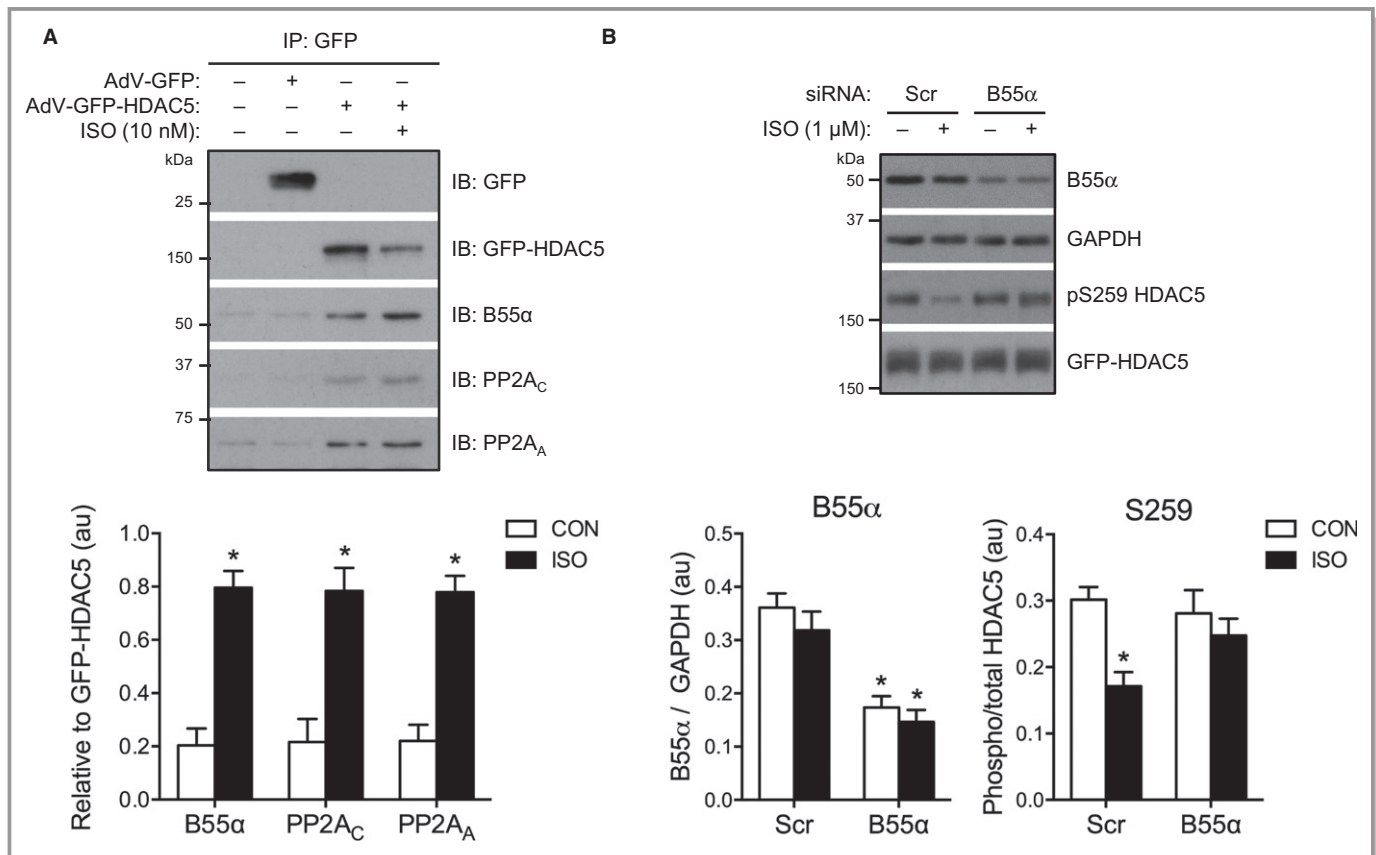 A
IP: GFP
AdV-GFP: – + – –
AdV-GFP-HDAC5: – – + +
ISO (10 nM): – – – +
kDa
25
IB: GFP
150
IB: GFP-HDAC5
50
IB: B55α
37
IB: PP2AC
75
IB: PP2AA
Relative to GFP-HDAC5 (au)
1.0
0.8
0.6
0.4
0.2
0.0
* * *
B55α PP2AC PP2AA
CON
ISO
B
siRNA: Scr B55α
ISO (1 µM): – + – +
kDa
50
B55α
37
GAPDH
pS259 HDAC5
150
GFP-HDAC5
150
B55α
B55α / GAPDH (au)
0.5
0.4
0.3
0.2
0.1
0.0
* *
Scr B55α
S259
Phospho/total HDAC5 (au)
0.4
0.3
0.2
0.1
0.0
*
Scr B55α
CON
ISO